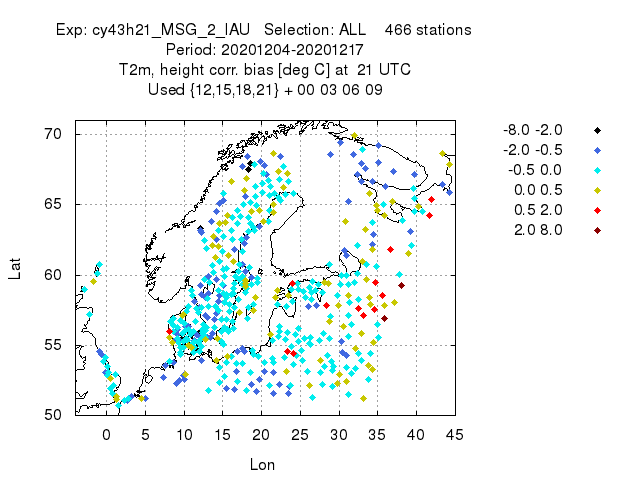 Exp: cy43h21_MSG_2_IAU Selection: ALL 466 stations
Period: 20201204-20201217
T2m, height corr. bias [deg C] at 21 UTC
Used {12,15,18,21} + 00 03 06 09
-8.0 -2.0
-2.0 -0.5
-0.5 0.0
0.0 0.5
0.5 2.0
2.0 8.0
70
65
60
55
50
Lat
0 5 10 15 20 25 30 35 40 45
Lon